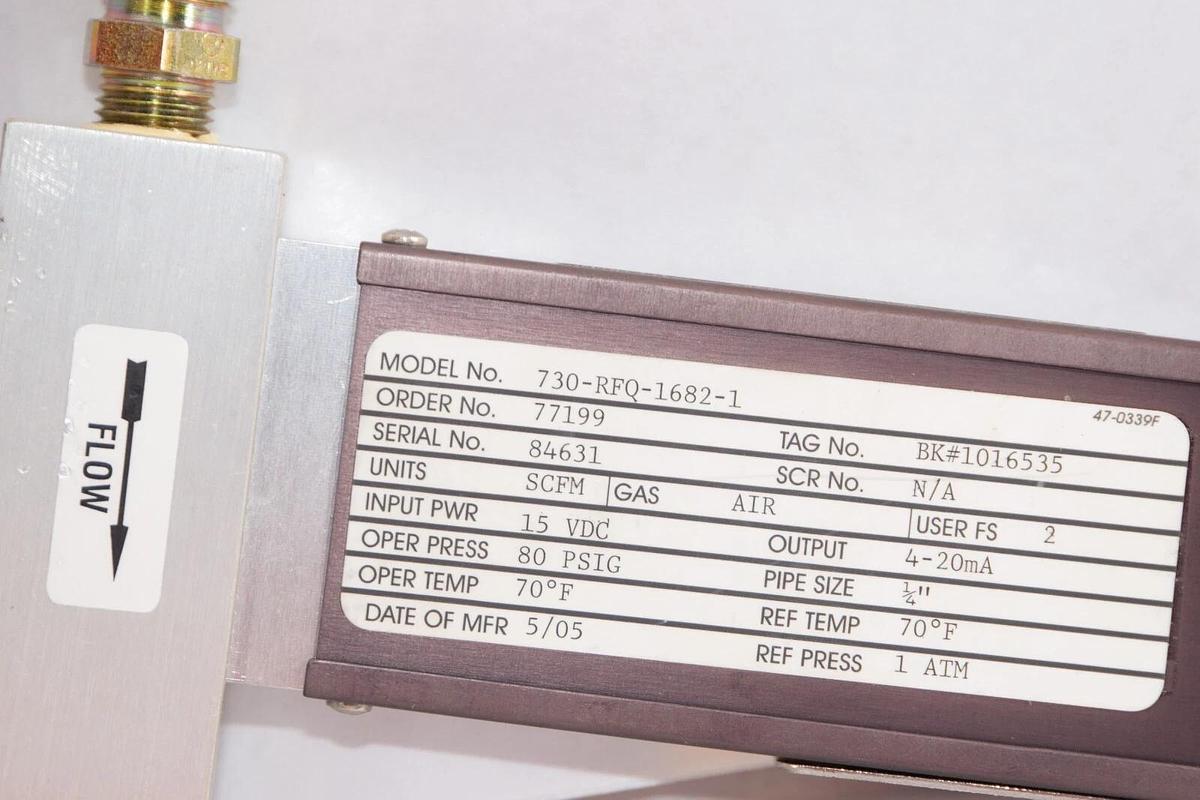 FLOW
MODEL No. 730-RFQ-1682-1 47-0339F
ORDER No. 77199 TAG No. BK#1016535
SERIAL No. 84631 SCR No. N/A
UNITS SCFM GAS AIR USER FS 2
INPUT PWR 15 VDC OUTPUT 4-20mA
OPER PRESS 80 PSIG PIPE SIZE ¼"
OPER TEMP 70°F REF TEMP 70°F
DATE OF MFR 5/05 REF PRESS 1 ATM